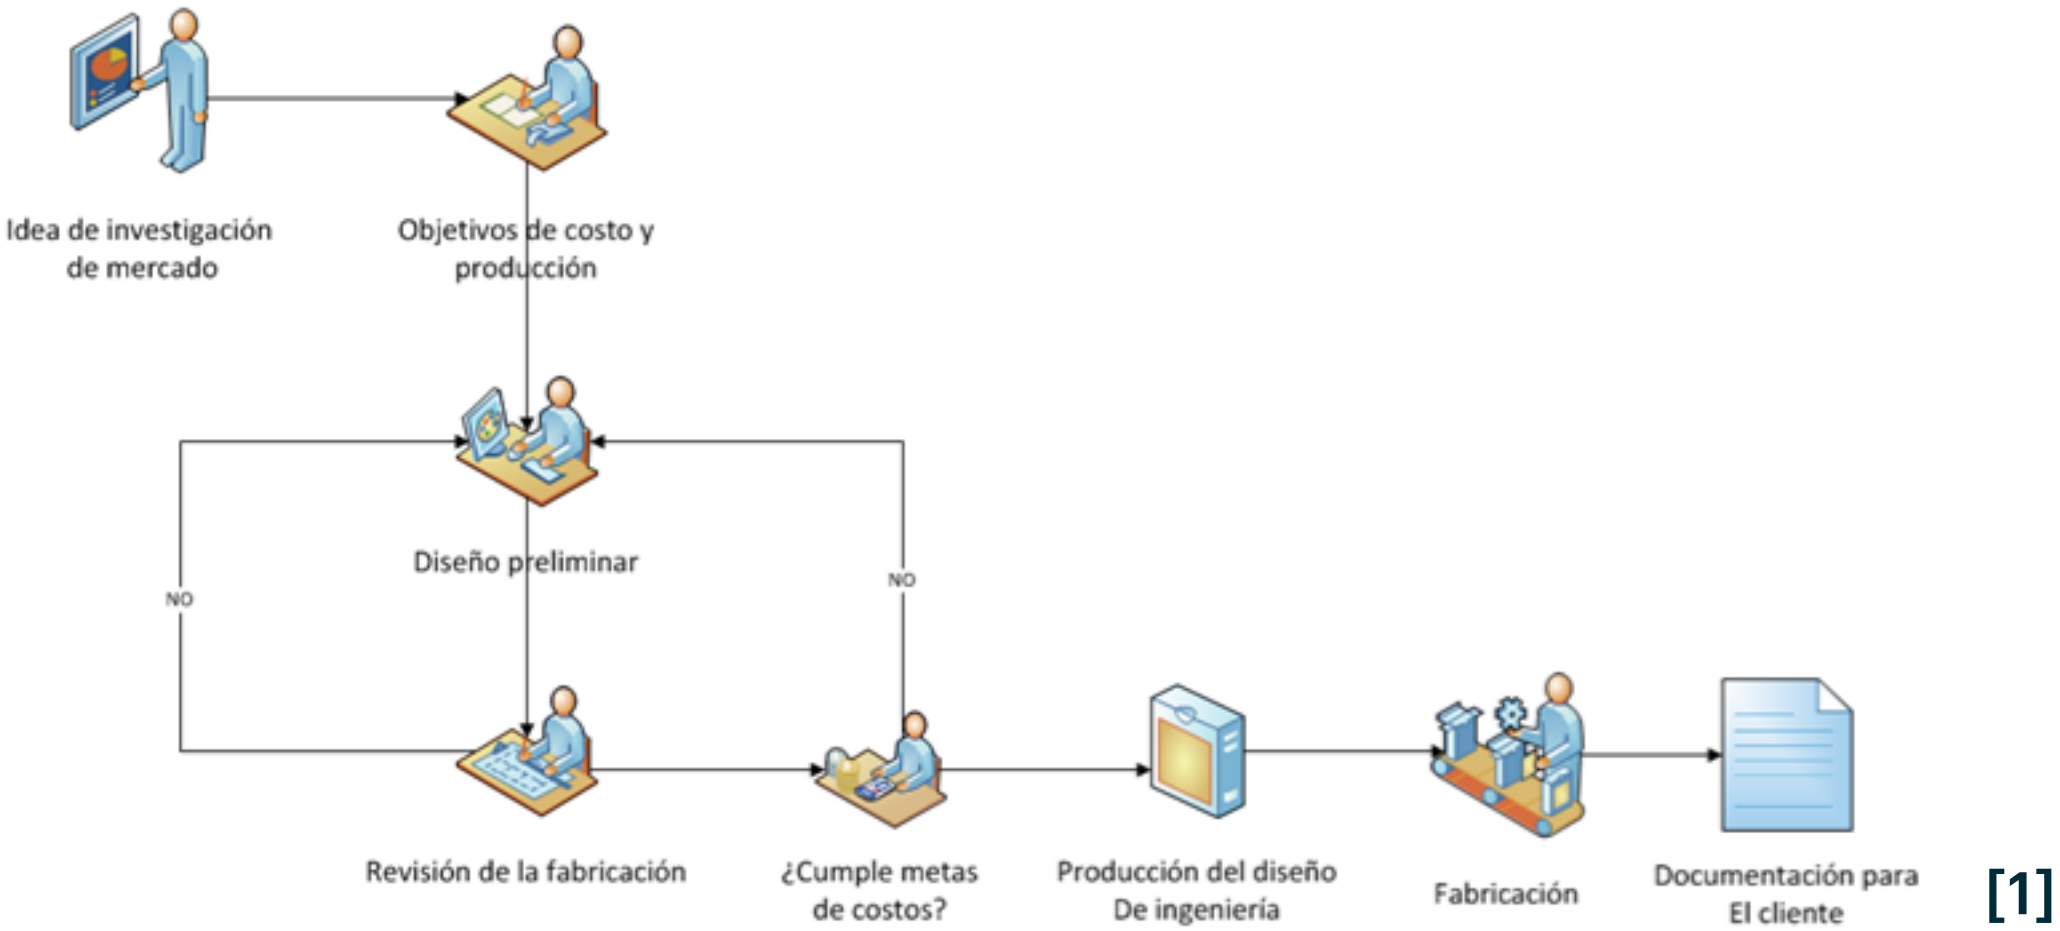 Idea de investigación
de mercado
Objetivos de costo y
producción
Diseño preliminar
NO
NO
Revisión de la fabricación
¿Cumple metas
de costos?
Producción del diseño
De ingeniería
Fabricación
Documentación para
El cliente
[1]